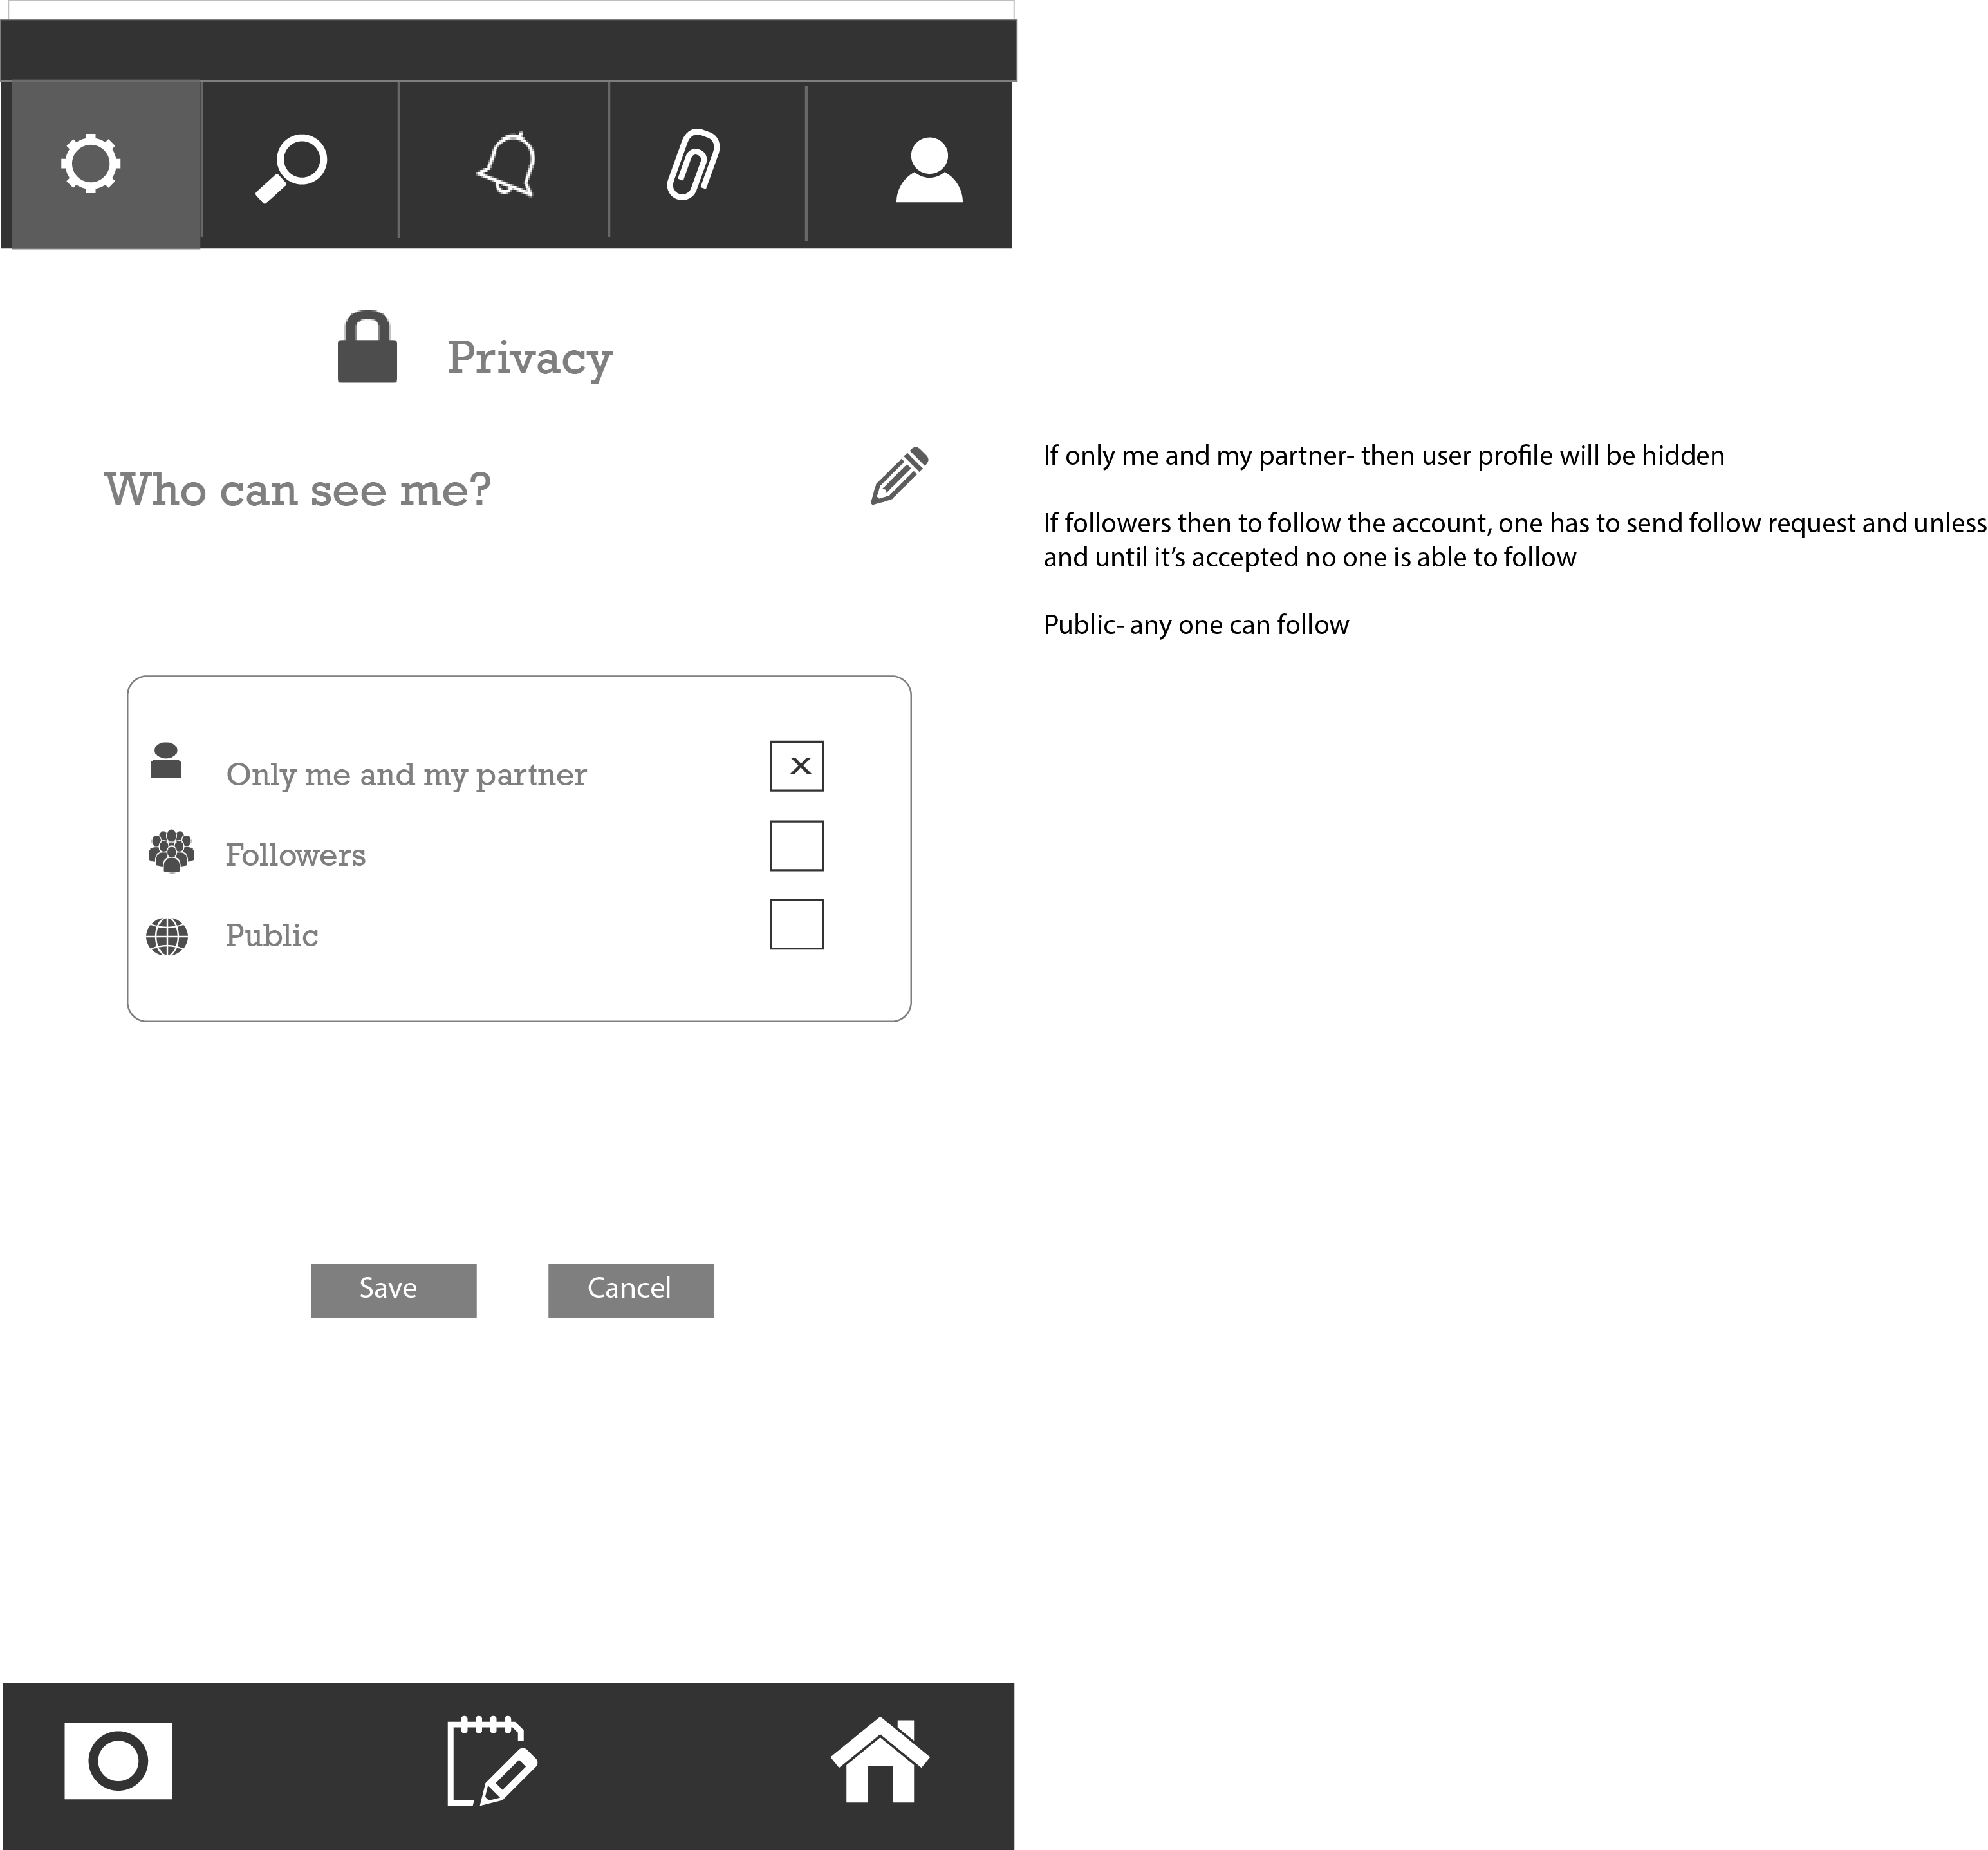 Privacy
Who can see me?
If only me and my partner- then user profile will be hidden
If followers then to follow the account, one has to send follow request and unless
and until it's accepted no one is able to follow
Public- any one can follow
Only me and my partner
x
Followers
Public
Save
Cancel